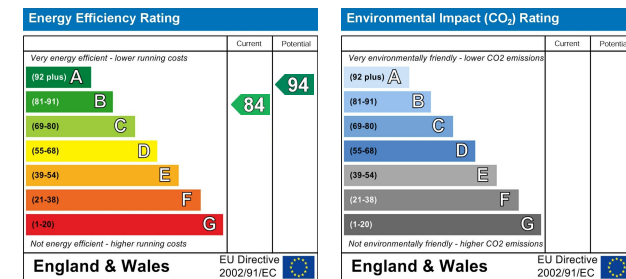 Energy Efficiency Rating
Current Potential
Very energy efficient - lower running costs
(92 plus) A
94
(81-91) B
84
(69-80) C
(55-68) D
(39-54) E
(21-38) F
(1-20) G
Not energy efficient - higher running costs
England & Wales
EU Directive
2002/91/EC
Environmental Impact (CO2) Rating
Current Potential
Very environmentally friendly - lower CO2 emissions
(92 plus) A
(81-91) B
(69-80) C
(55-68) D
(39-54) E
(21-38) F
(1-20) G
Not environmentally friendly - higher CO2 emissions
England & Wales
EU Directive
2002/91/EC